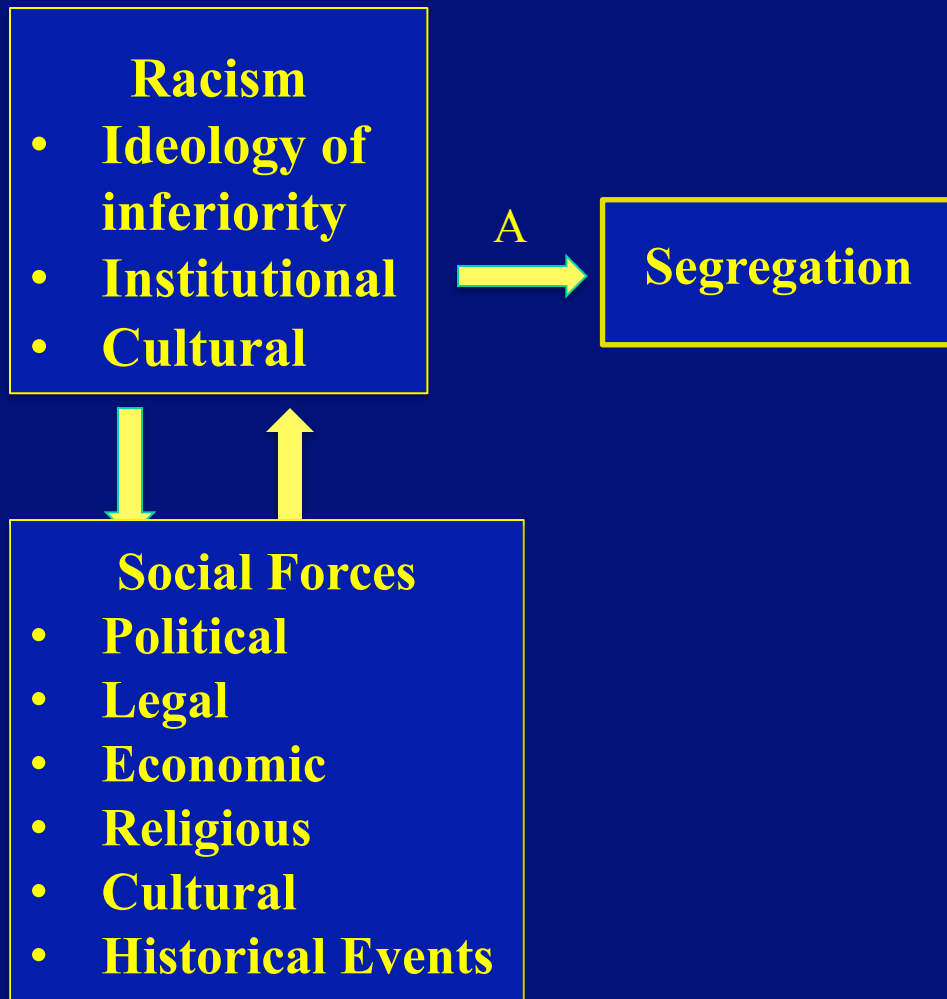 Racism
• Ideology of
inferiority
• Institutional
• Cultural
A
Segregation
Social Forces
• Political
• Legal
• Economic
• Religious
• Cultural
• Historical Events